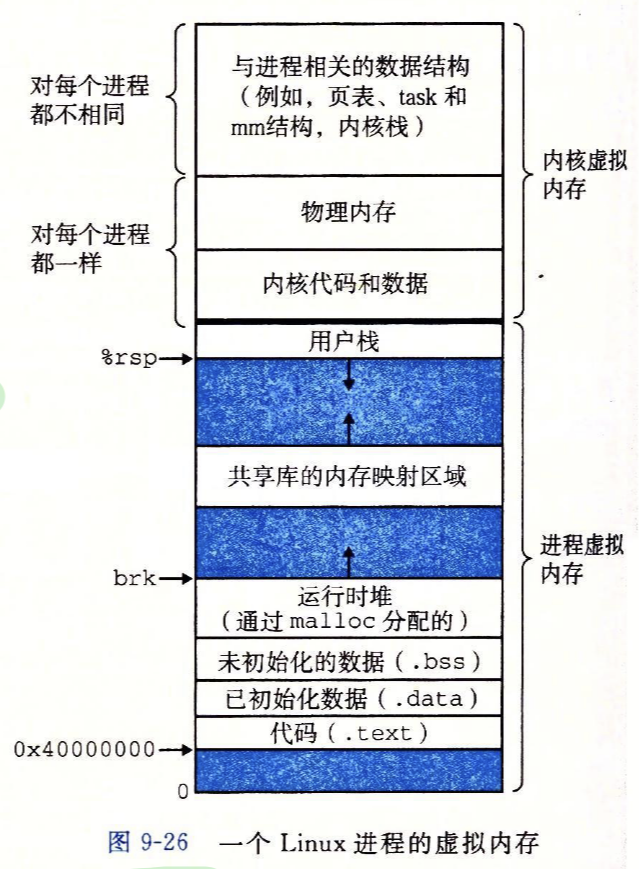 对每个进程
都不相同
与进程相关的数据结构
（例如，页表、task 和
mm结构，内核栈）
内核虚拟
内存
对每个进程
都一样
物理内存
内核代码和数据
用户栈
%rsp
共享库的内存映射区域
进程虚拟
内存
brk
运行时堆
（通过 malloc 分配的）
未初始化的数据（.bss）
已初始化数据（.data）
代码（.text）
0x40000000
0
图 9-26 一个 Linux 进程的虚拟内存